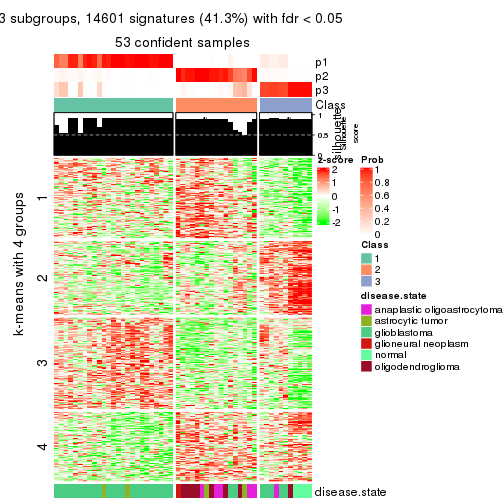 3 subgroups, 14601 signatures (41.3%) with fdr < 0.05
53 confident samples
p1
p2
p3
Class
1
0.5
0
silhouette
score
z-score
2
1
0
-1
-2
Prob
1
0.8
0.6
0.4
0.2
0
Class
1
2
3
disease.state
anaplastic oligoastrocytoma
astrocytic tumor
glioblastoma
glioneural neoplasm
normal
oligodendroglioma
k-means with 4 groups
1
2
3
4
disease.state